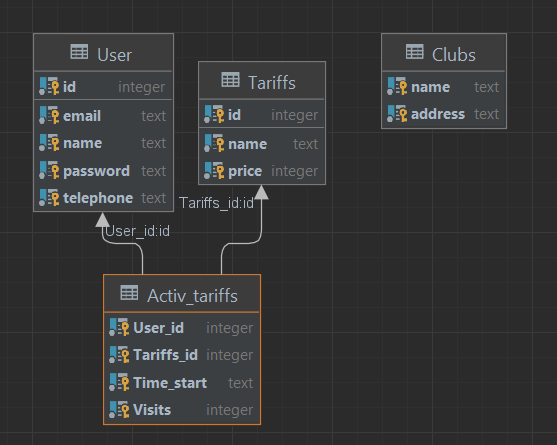 User
id integer
email text
name text
password text
telephone text
Tariffs
id integer
name text
price integer
Clubs
name text
address text
User_id:id
Tariffs_id:id
Activ_tariffs
User_id integer
Tariffs_id integer
Time_start text
Visits integer